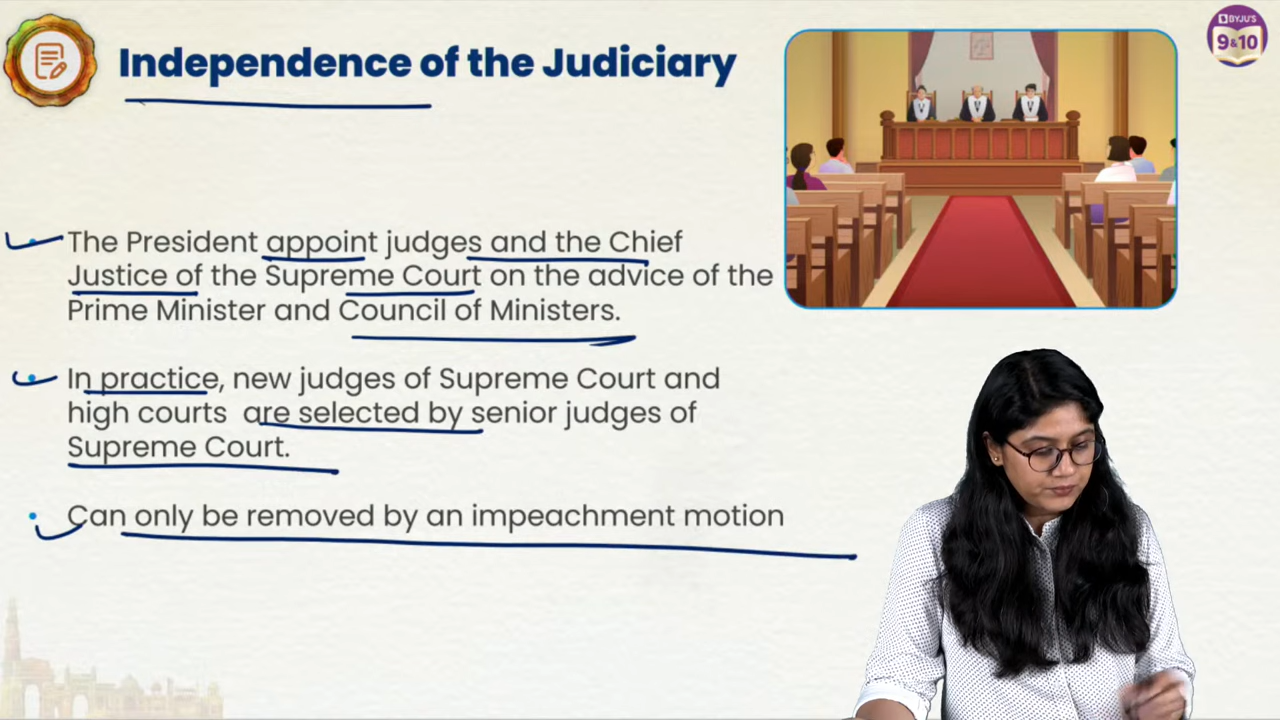 Independence of the Judiciary
BYJU'S
9&10
The President appoint judges and the Chief
Justice of the Supreme Court on the advice of the
Prime Minister and Council of Ministers.
In practice, new judges of Supreme Court and
high courts are selected by senior judges of
Supreme Court.
Can only be removed by an impeachment motion